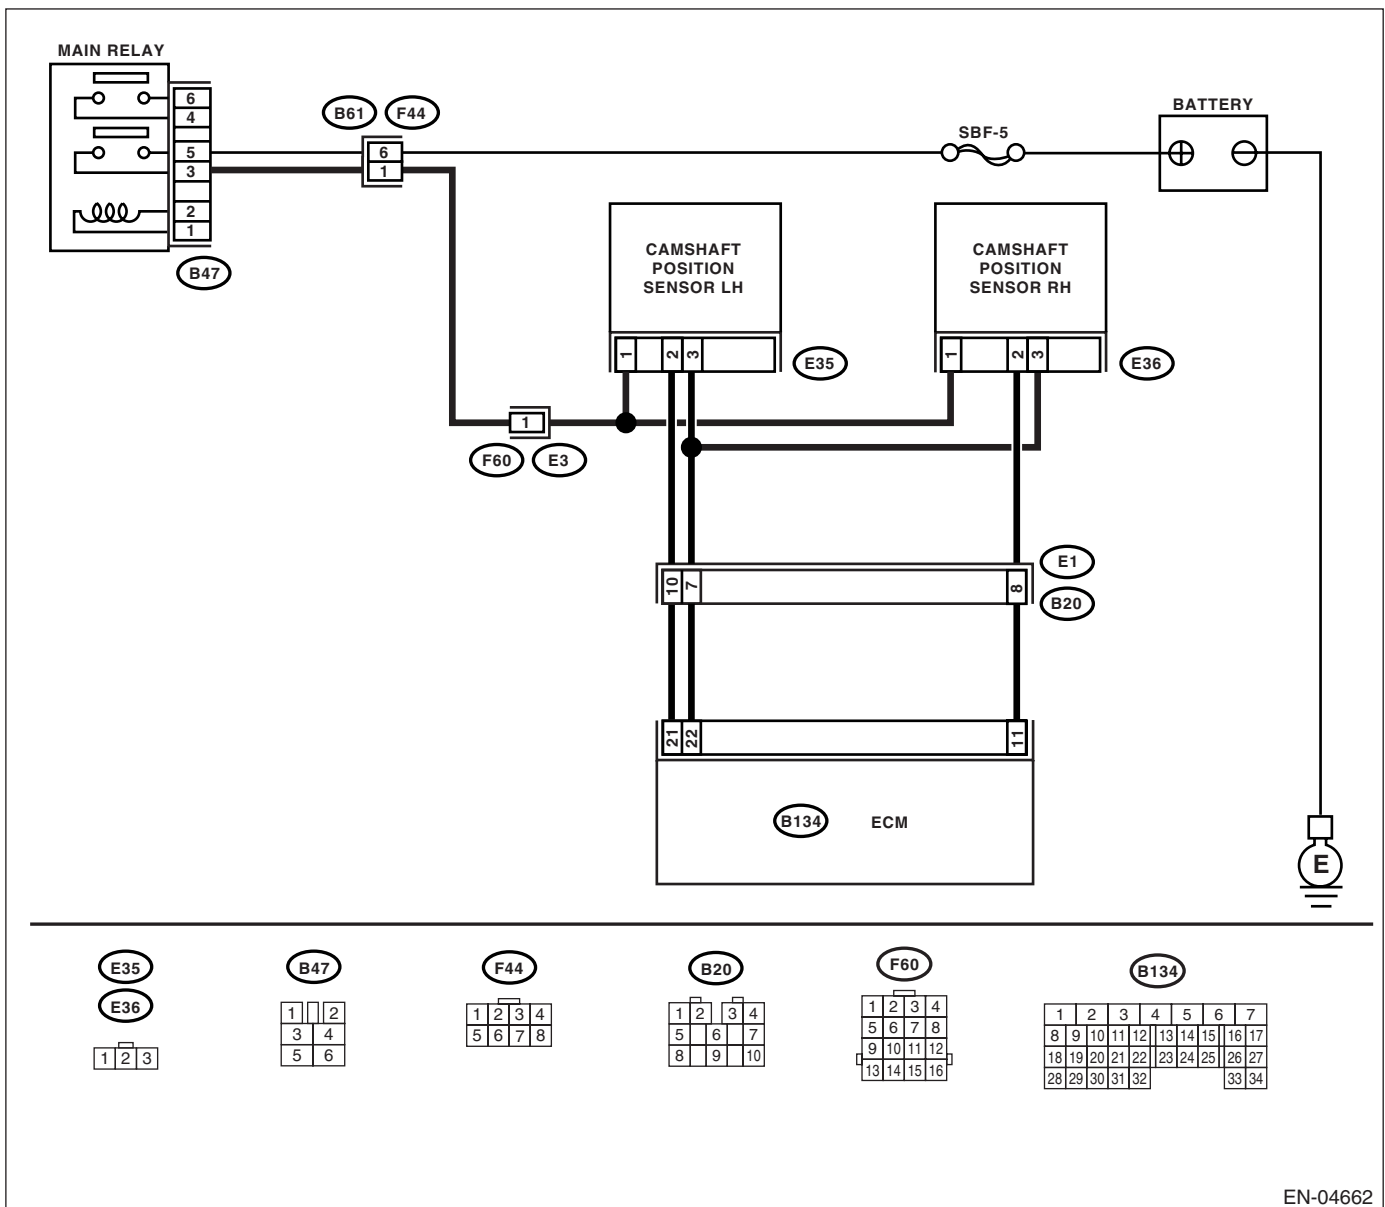 MAIN RELAY
6
4
5
3
2
1
B47
B61 F44
6
1
SBF-5
BATTERY
CAMSHAFT
POSITION
SENSOR LH
1 2 3
E35
CAMSHAFT
POSITION
SENSOR RH
1 2 3
E36
1
F60 E3
10 7 8
E1
B20
21 22 11
B134 ECM
E
E35
E36
1 2 3
B47
1 2
3 4
5 6
F44
1 2 3 4
5 6 7 8
B20
1 2 3 4
5 6 7
8 9 10
F60
1 2 3 4
5 6 7 8
9 10 11 12
13 14 15 16
B134
1 2 3 4 5 6 7
8 9 10 11 12 13 14 15 16 17
18 19 20 21 22 23 24 25 26 27
28 29 30 31 32 33 34
EN-04662